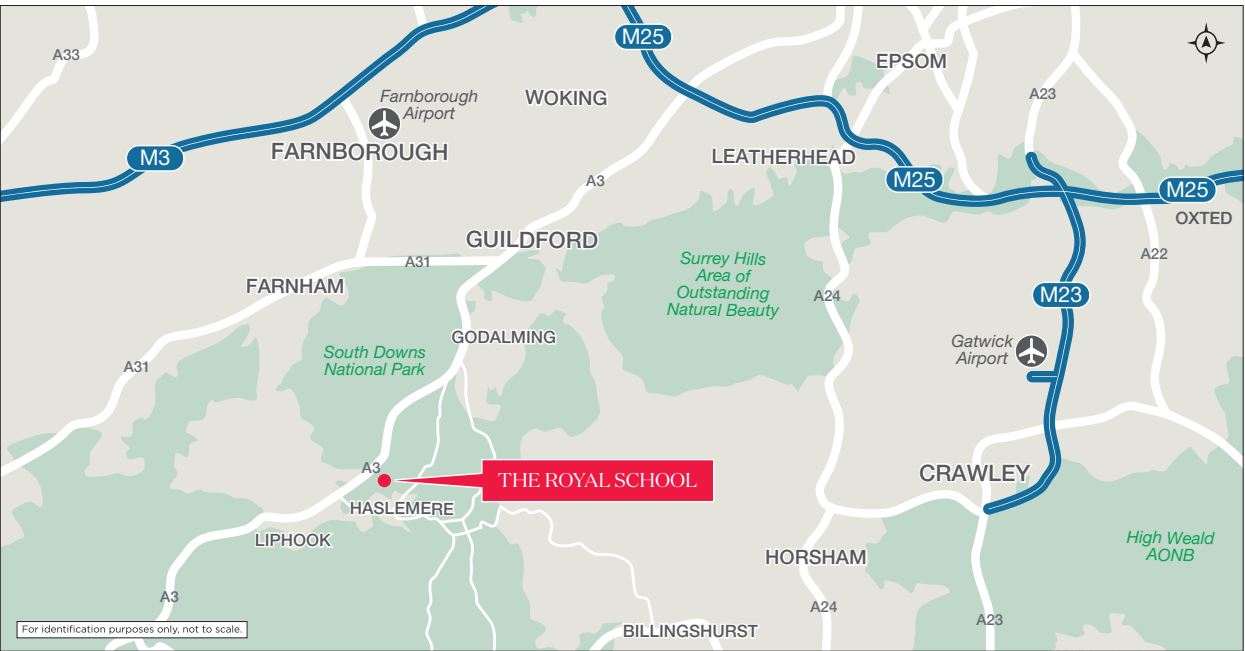 M25
A33
EPSOM
Farnborough
Airport
WOKING
A23
FARNBOROUGH
M3
LEATHERHEAD
A3
M25
M25
OXTED
GUILDFORD
A31
Surrey Hills
Area of
Outstanding
Natural Beauty
A22
FARNHAM
A24
M23
GODALMING
South Downs
National Park
Gatwick
Airport
A31
A3
THE ROYAL SCHOOL
CRAWLEY
HASLEMERE
LIPHOOK
HORSHAM
High Weald
AONB
A3
A24
A23
For identification purposes only, not to scale.
BILLINGSHURST